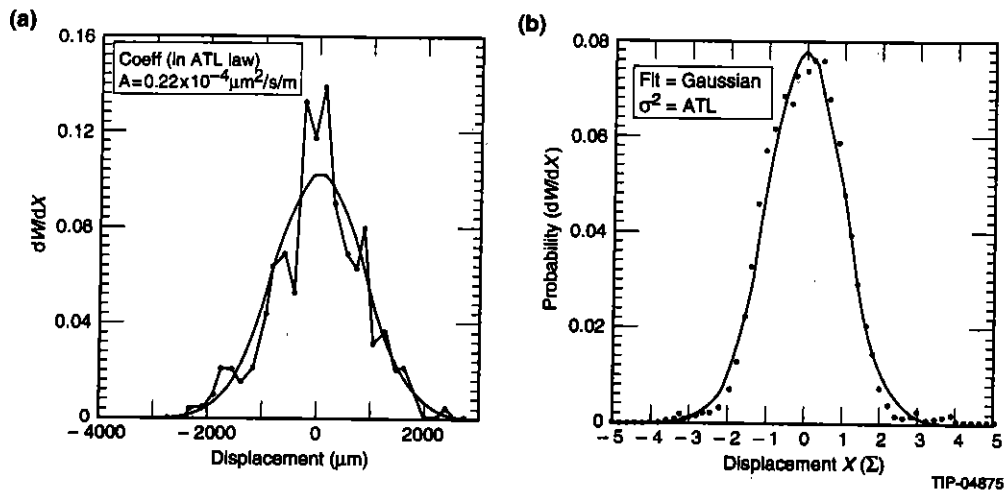 (a)
0.16
0.12
0.08
0.04
0
Coeff (in ATL law)
A=0.22x10⁻⁴μm²/s/m
dW/dX
−4000
−2000
0
2000
Displacement (μm)
(b)
0.08
0.06
0.04
0.02
0
Fit = Gaussian
σ² = ATL
Probability (dW/dX)
−5 −4 −3 −2 −1 0 1 2 3 4 5
Displacement X (Σ)
TIP-04875